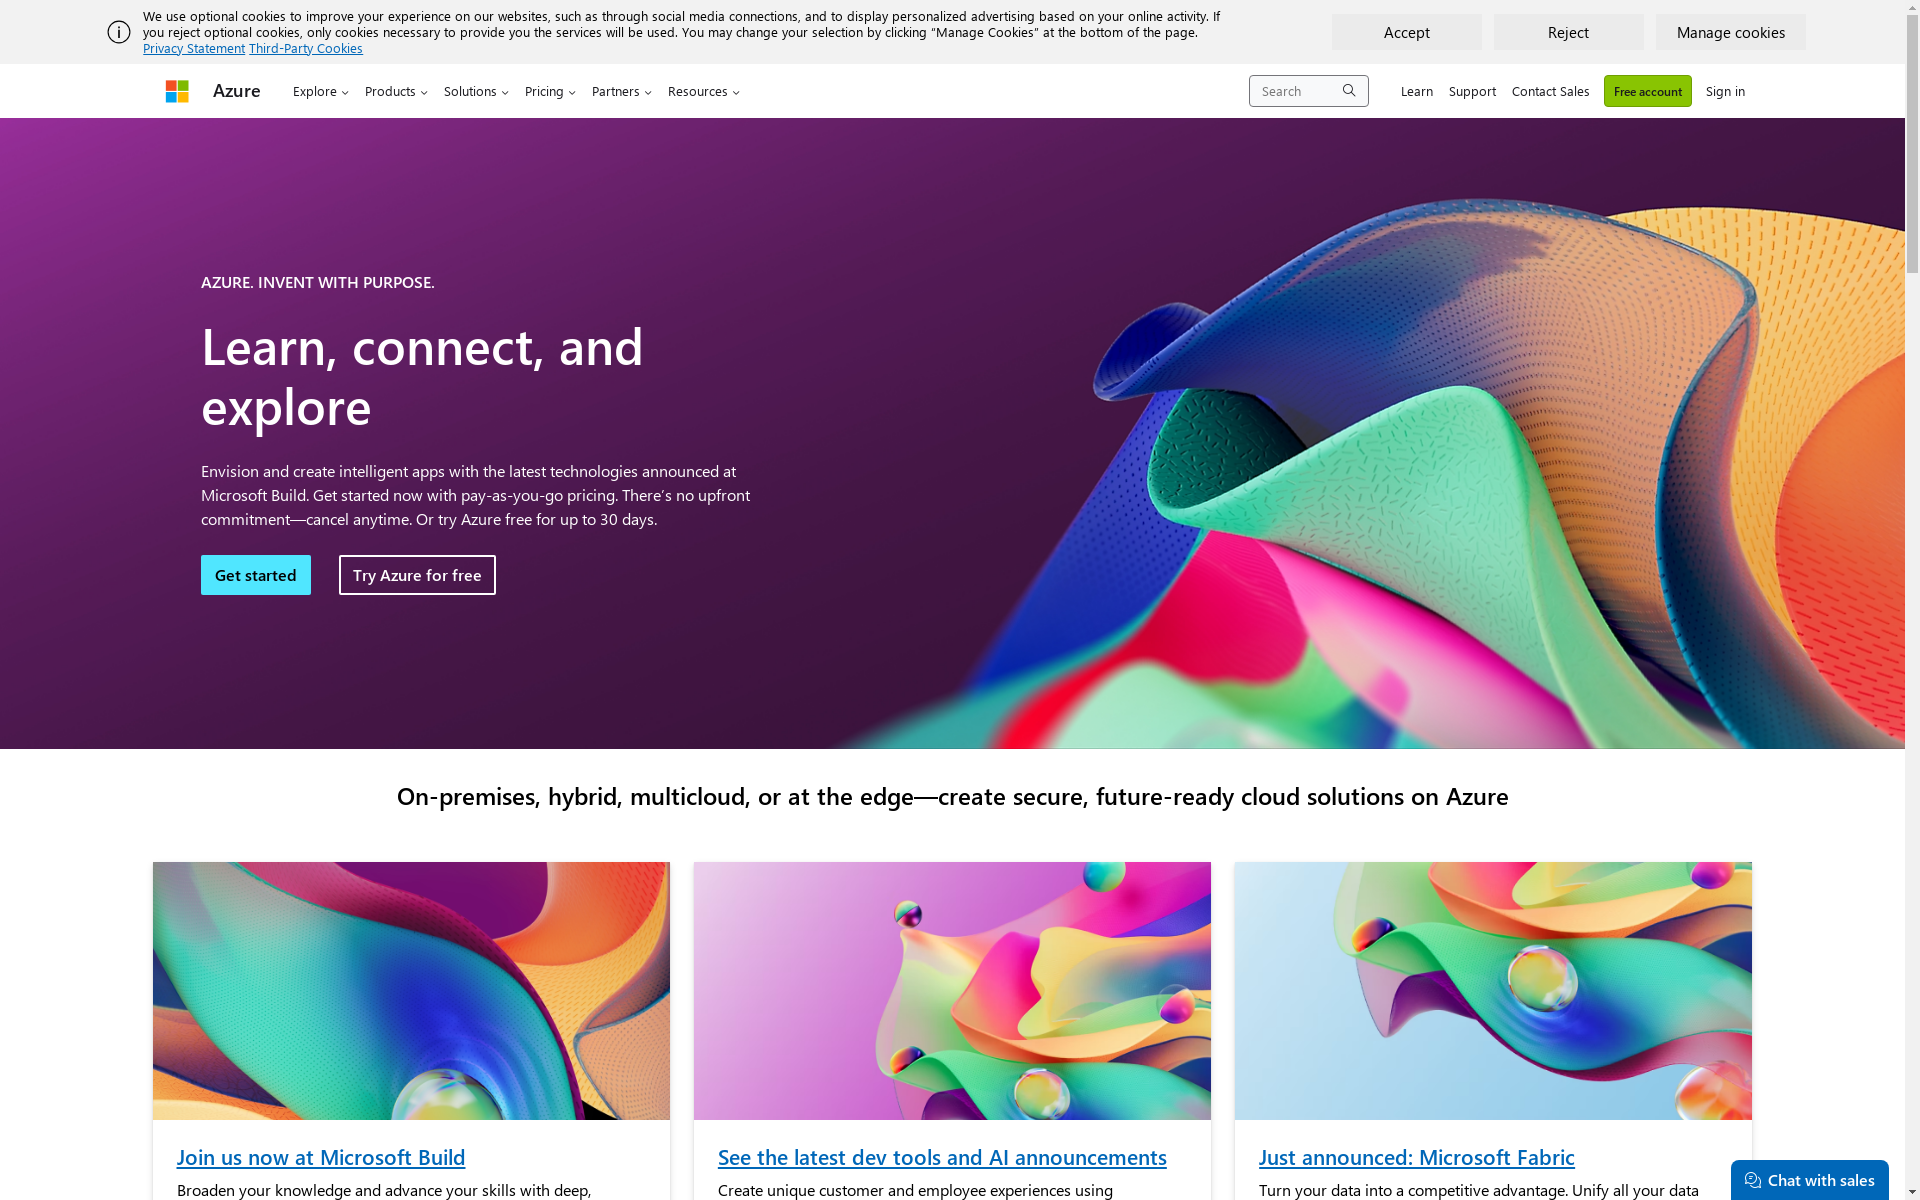 We use optional cookies to improve your experience on our websites, such as through social media connections, and to display personalized advertising based on your online activity. If
you reject optional cookies, only cookies necessary to provide you the services will be used. You may change your selection by clicking “Manage Cookies” at the bottom of the page.
Privacy Statement Third-Party Cookies
Accept
Reject
Manage cookies
Azure
Explore
Products
Solutions
Pricing
Partners
Resources
Search
Learn
Support
Contact Sales
Free account
Sign in
AZURE. INVENT WITH PURPOSE.
Learn, connect, and
explore
Envision and create intelligent apps with the latest technologies announced at
Microsoft Build. Get started now with pay-as-you-go pricing. There’s no upfront
commitment—cancel anytime. Or try Azure free for up to 30 days.
Get started
Try Azure for free
On-premises, hybrid, multicloud, or at the edge—create secure, future-ready cloud solutions on Azure
Join us now at Microsoft Build
Broaden your knowledge and advance your skills with deep,
See the latest dev tools and AI announcements
Create unique customer and employee experiences using
Just announced: Microsoft Fabric
Turn your data into a competitive advantage. Unify all your data
Chat with sales